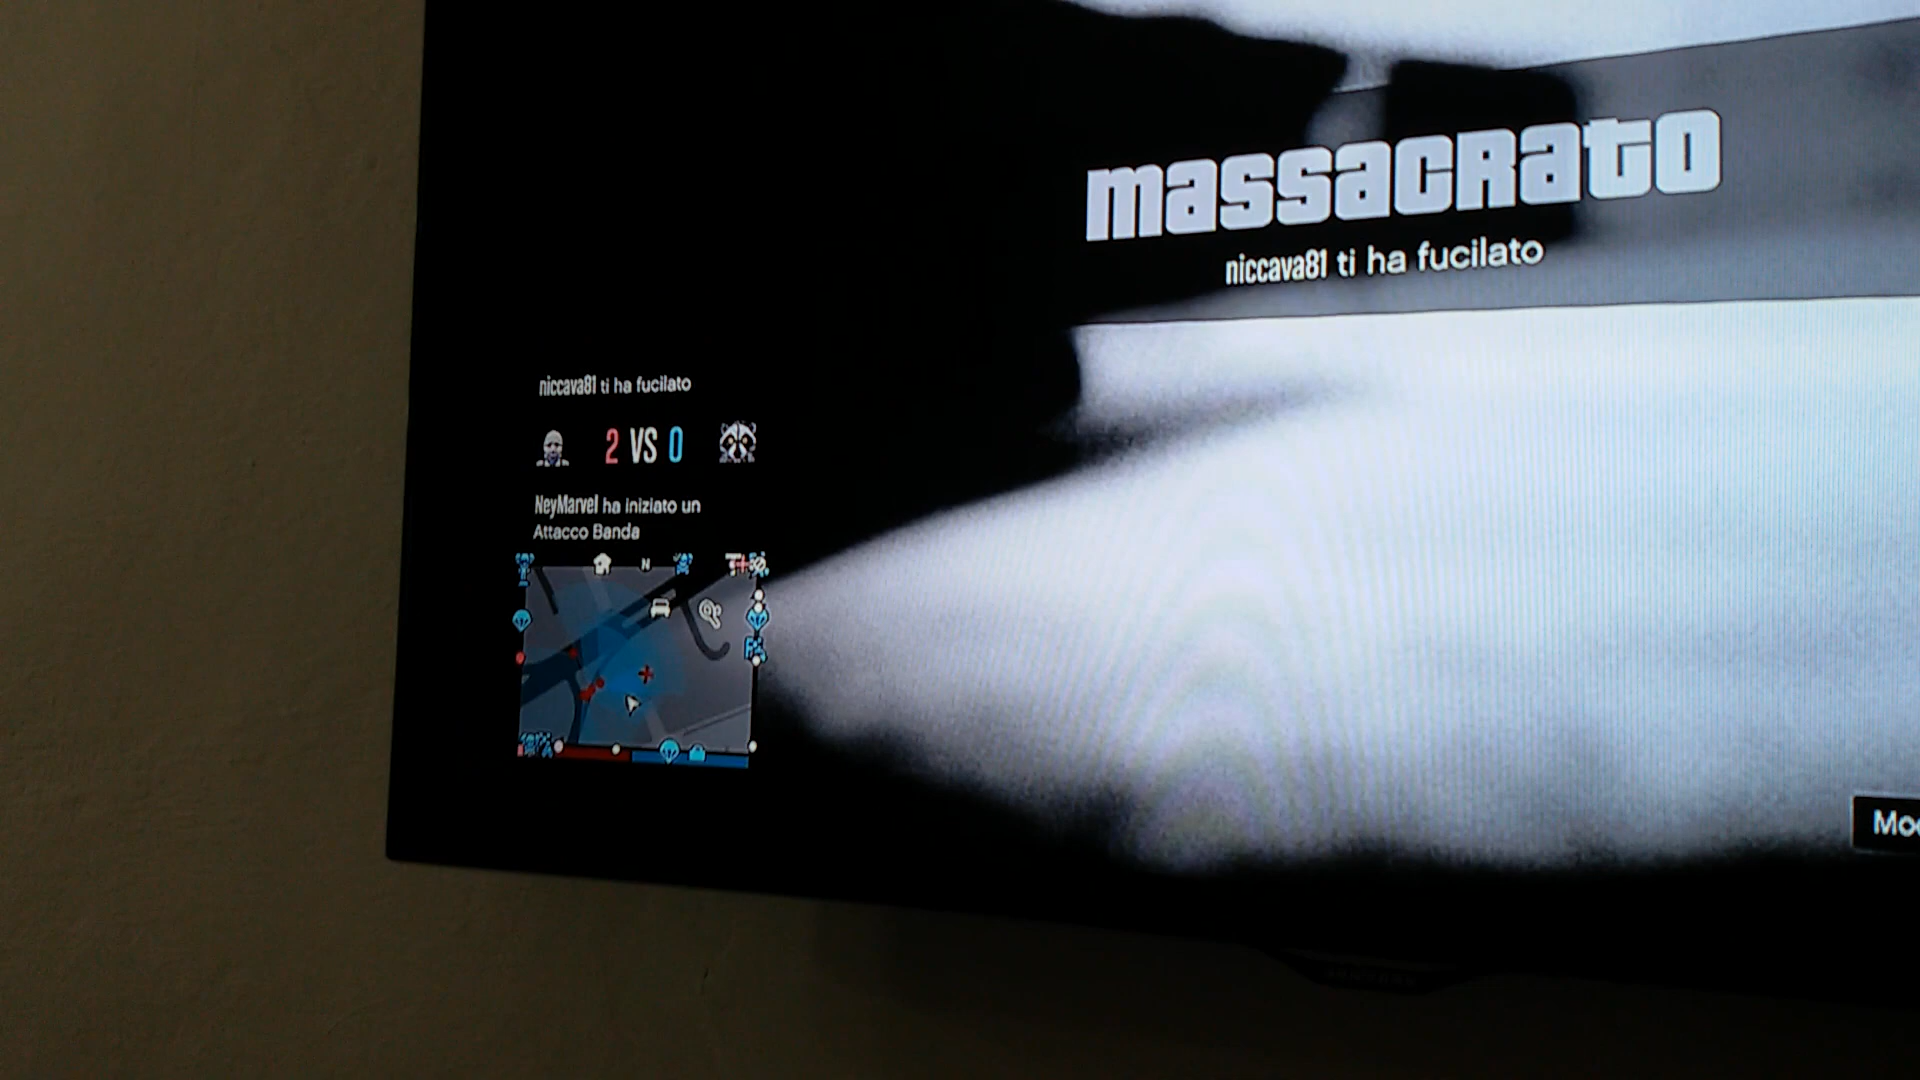 massacrato
niccava81 ti ha fucilato
niccava81 ti ha fucilato
2 VS 0
NeyMarvel ha iniziato un
Attacco Banda
N